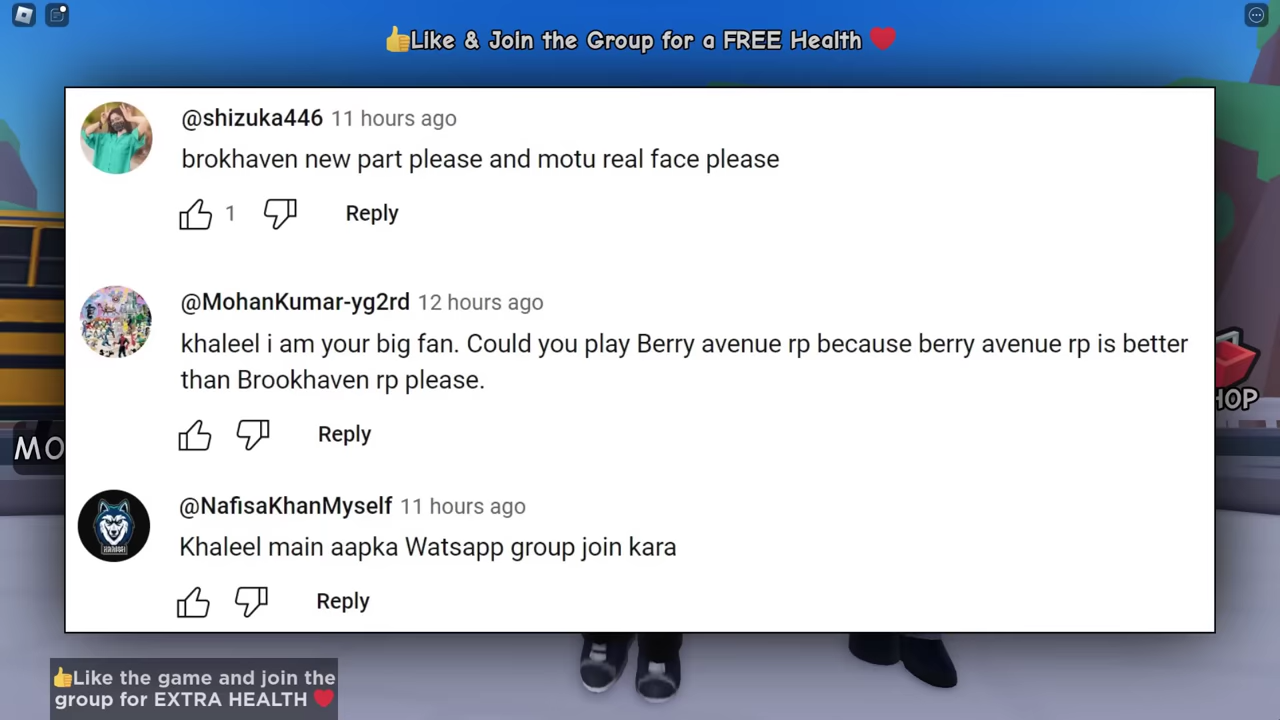 👍Like & Join the Group for a FREE Health ❤️
@shizuka446 11 hours ago
brokhaven new part please and motu real face please
1 Reply
@MohanKumar-yg2rd 12 hours ago
khaleel i am your big fan. Could you play Berry avenue rp because berry avenue rp is better
than Brookhaven rp please.
Reply
HOP
MO
@NafisaKhanMyself 11 hours ago
Khaleel main aapka Watsapp group join kara
Reply
👍Like the game and join the
group for EXTRA HEALTH ❤️